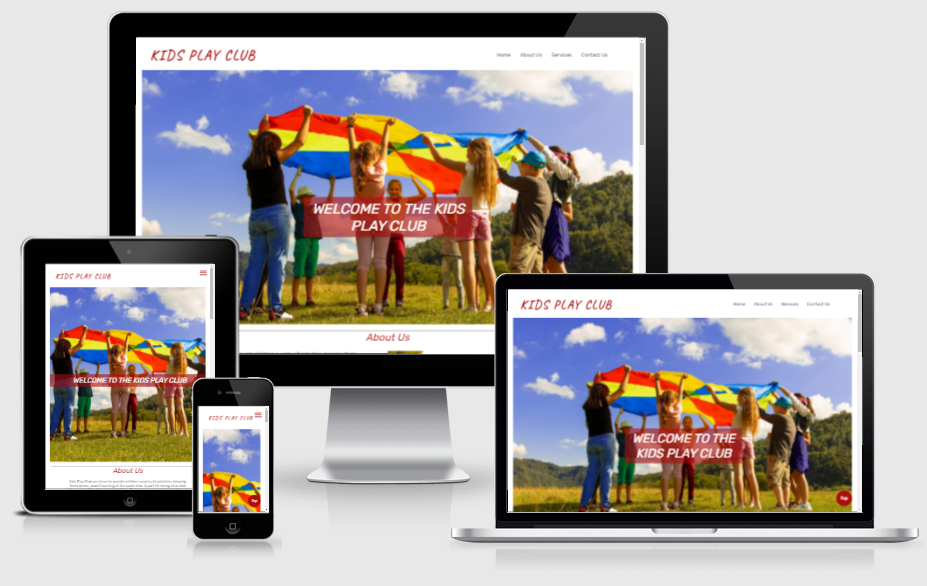 KIDS PLAY CLUB
Home About Us Services Contact Us
WELCOME TO THE KIDS
PLAY CLUB
About Us
KIDS PLAY CLUB
WELCOME TO THE KIDS PLAY CLUB
About Us
KIDS PLAY CLUB
Top
KIDS PLAY CLUB
Home About Us Services Contact Us
WELCOME TO THE
KIDS PLAY CLUB
Top